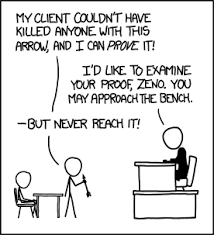 MY CLIENT COULDN'T HAVE
KILLED ANYONE WITH THIS
ARROW, AND I CAN PROVE IT!
I'D LIKE TO EXAMINE
YOUR PROOF, ZENO. YOU
MAY APPROACH THE BENCH.
—BUT NEVER REACH IT!